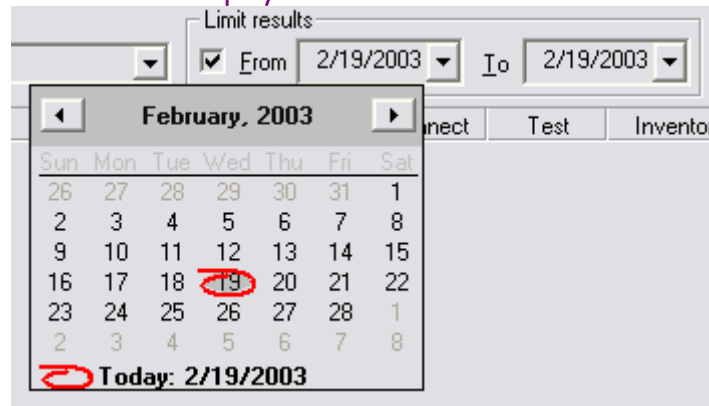 Limit results
From 2/19/2003 To 2/19/2003
February, 2003
Test
Sun Mon Tue Wed Thu Fri Sat
26 27 28 29 30 31 1
2 3 4 5 6 7 8
9 10 11 12 13 14 15
16 17 18 19 20 21 22
23 24 25 26 27 28 1
2 3 4 5 6 7 8
Today: 2/19/2003